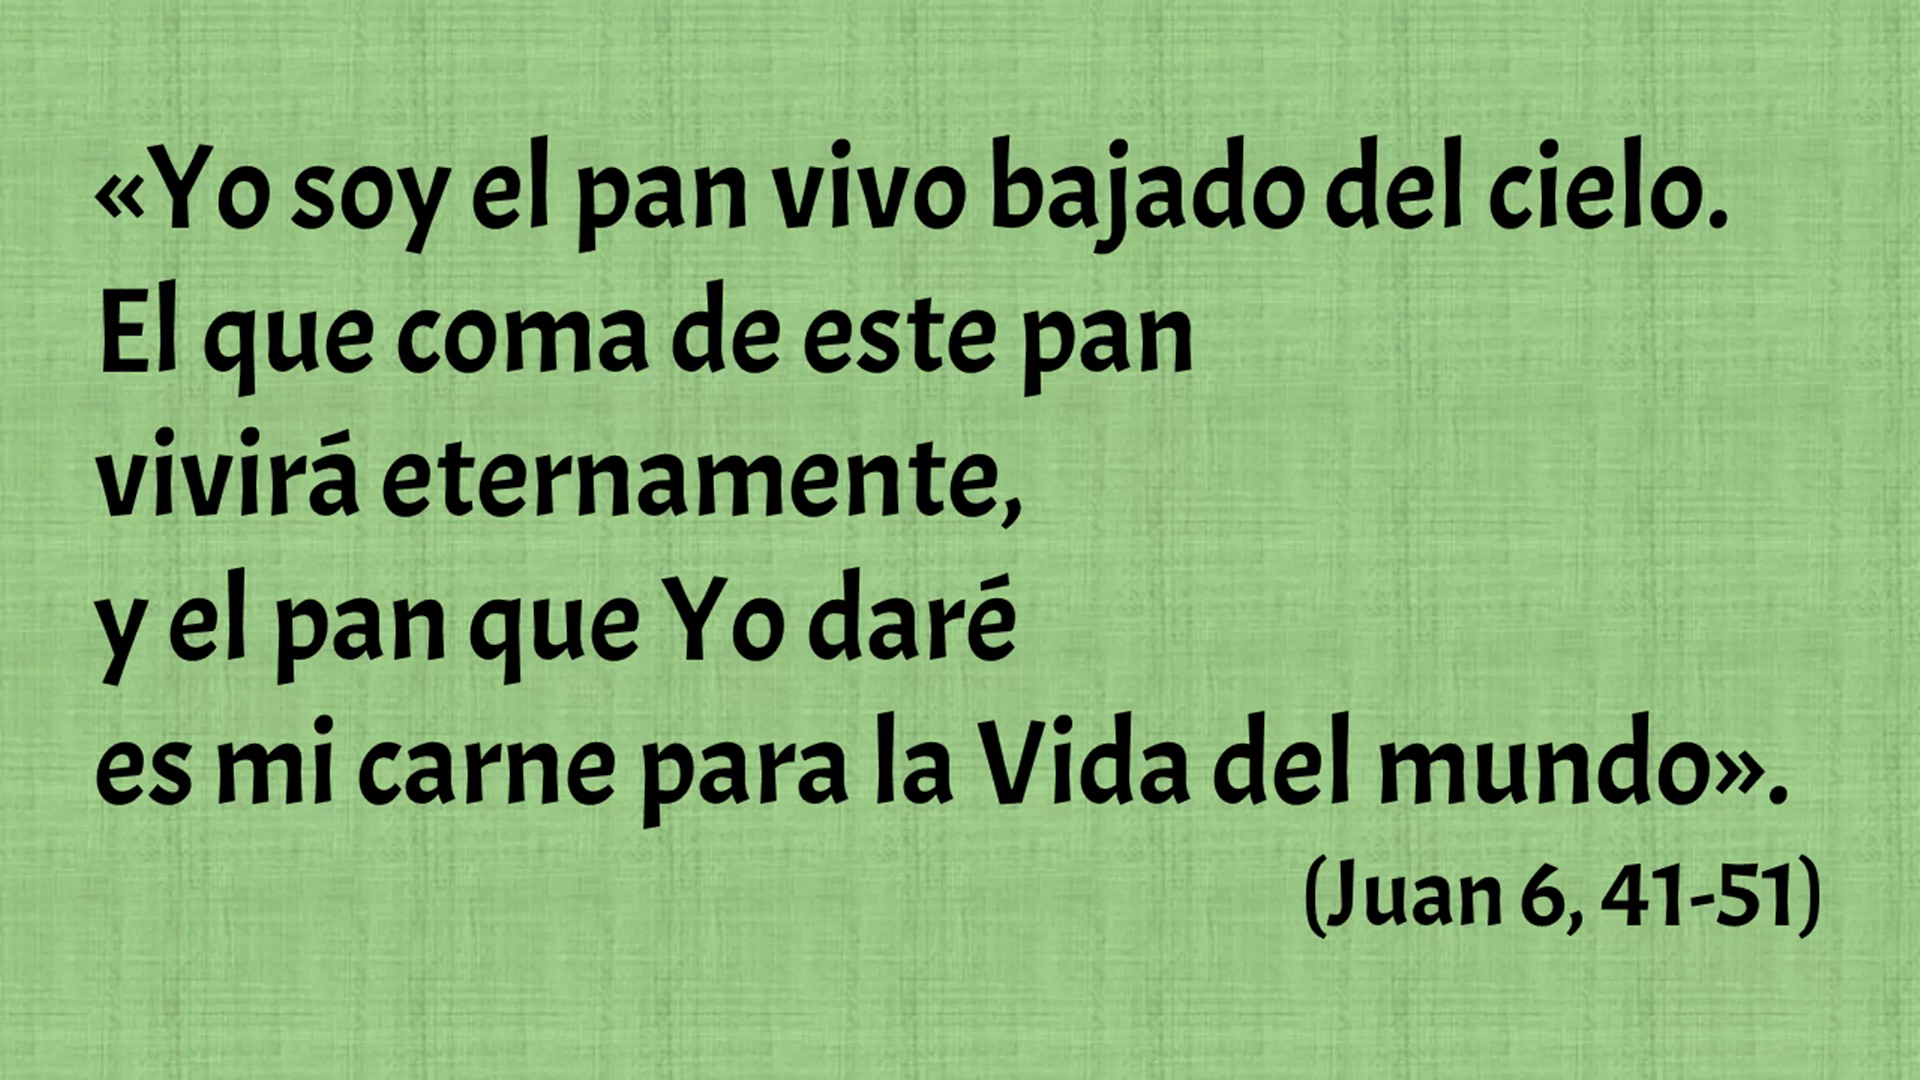 «Yo soy el pan vivo bajado del cielo.
El que coma de este pan
vivirá eternamente,
y el pan que Yo daré
es mi carne para la Vida del mundo».
(Juan 6, 41-51)